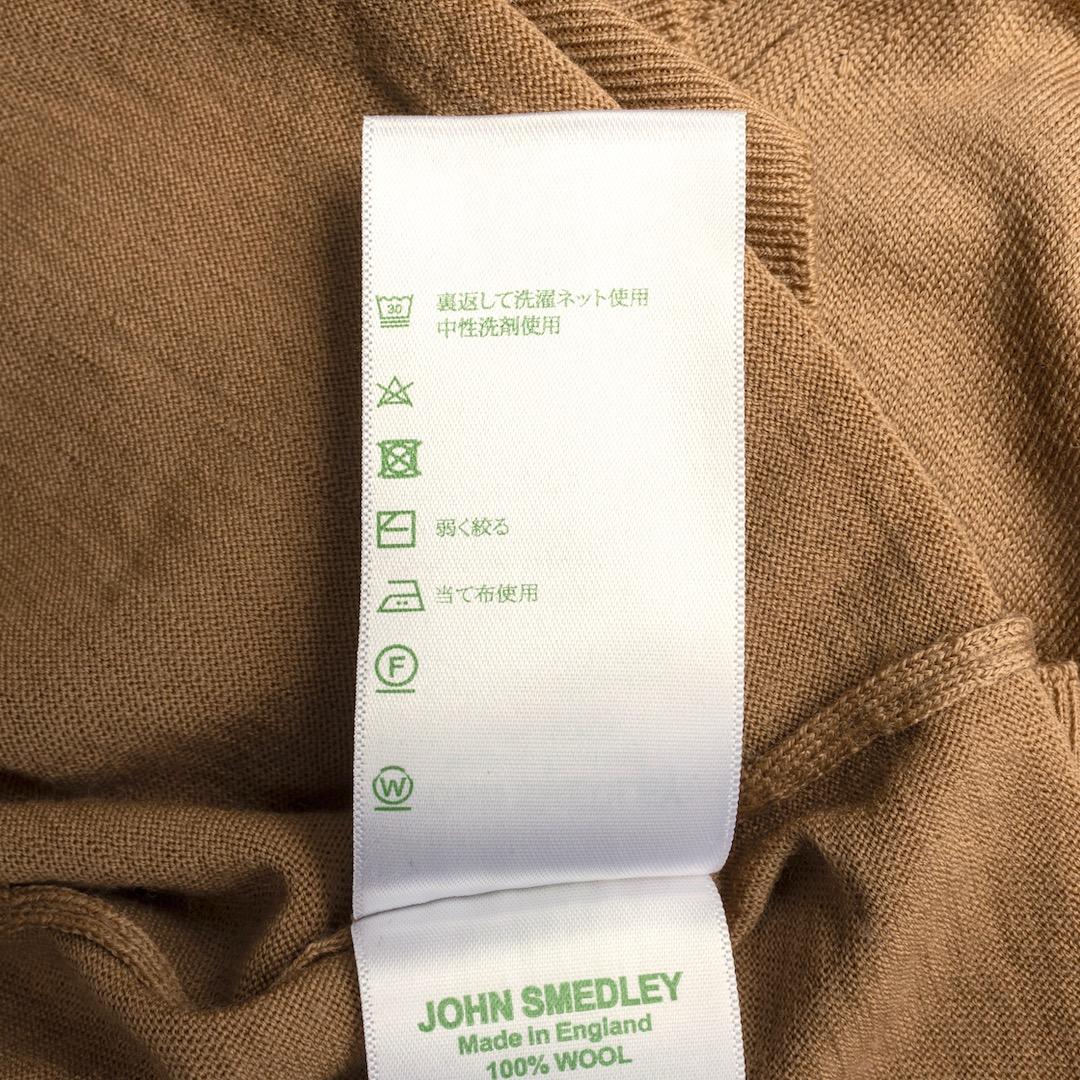 30
裏返して洗濯ネット使用
中性洗剤使用
弱く絞る
当て布使用
F
W
JOHN SMEDLEY
Made in England
100% WOOL